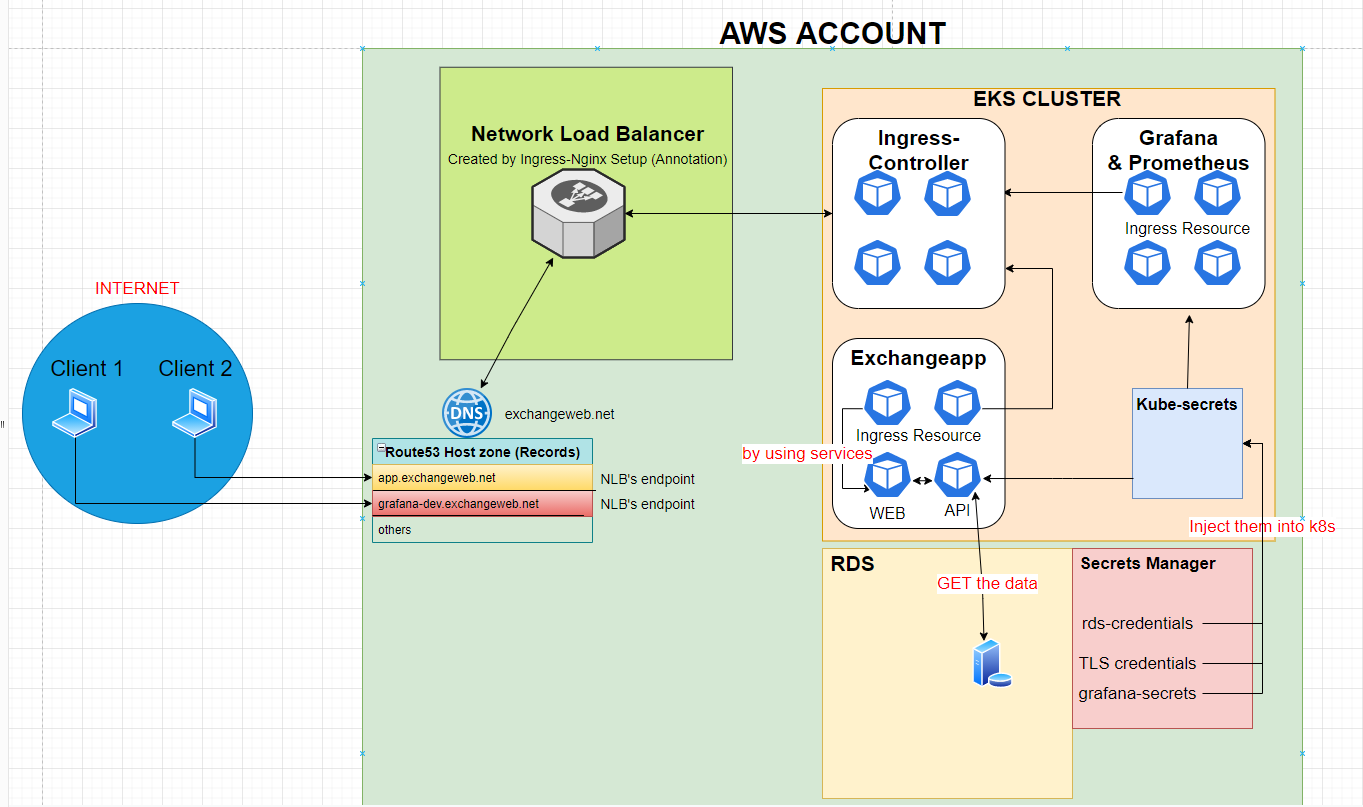 AWS ACCOUNT
EKS CLUSTER
Network Load Balancer
Created by Ingress-Nginx Setup (Annotation)
Ingress-
Controller
Grafana
& Prometheus
Ingress Resource
INTERNET
Client 1
Client 2
"
DNS
exchangeweb.net
Route53 Host zone (Records)
app.exchangeweb.net
NLB's endpoint
grafana-dev.exchangeweb.net
NLB's endpoint
others
Exchangeapp
Ingress Resource
by using services
WEB
API
Kube-secrets
Inject them into k8s
RDS
GET the data
Secrets Manager
rds-credentials
TLS credentials
grafana-secrets